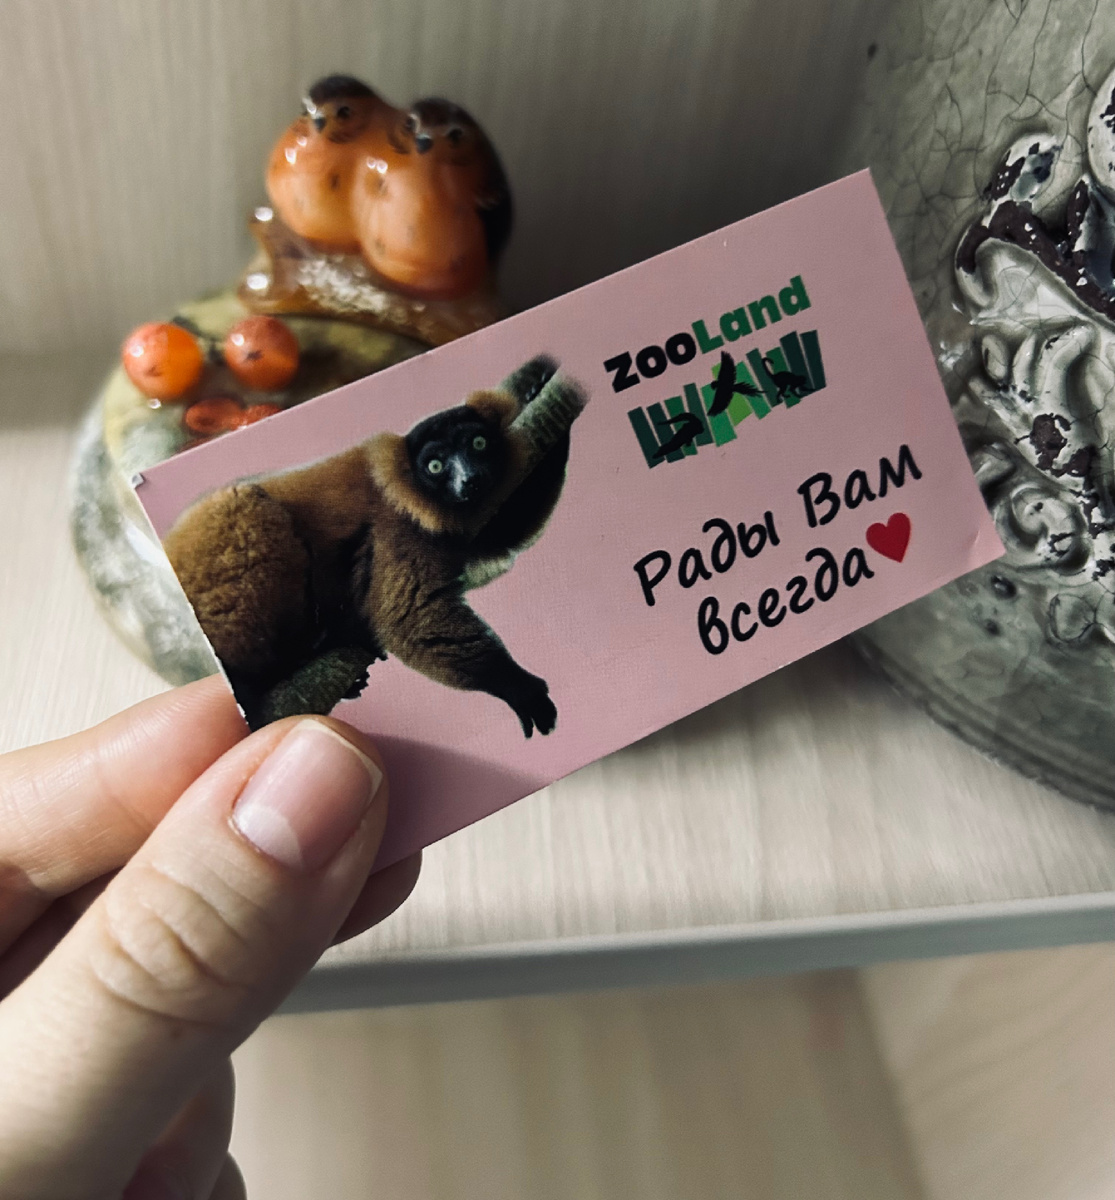 zooLand
Рады Вам
всегда